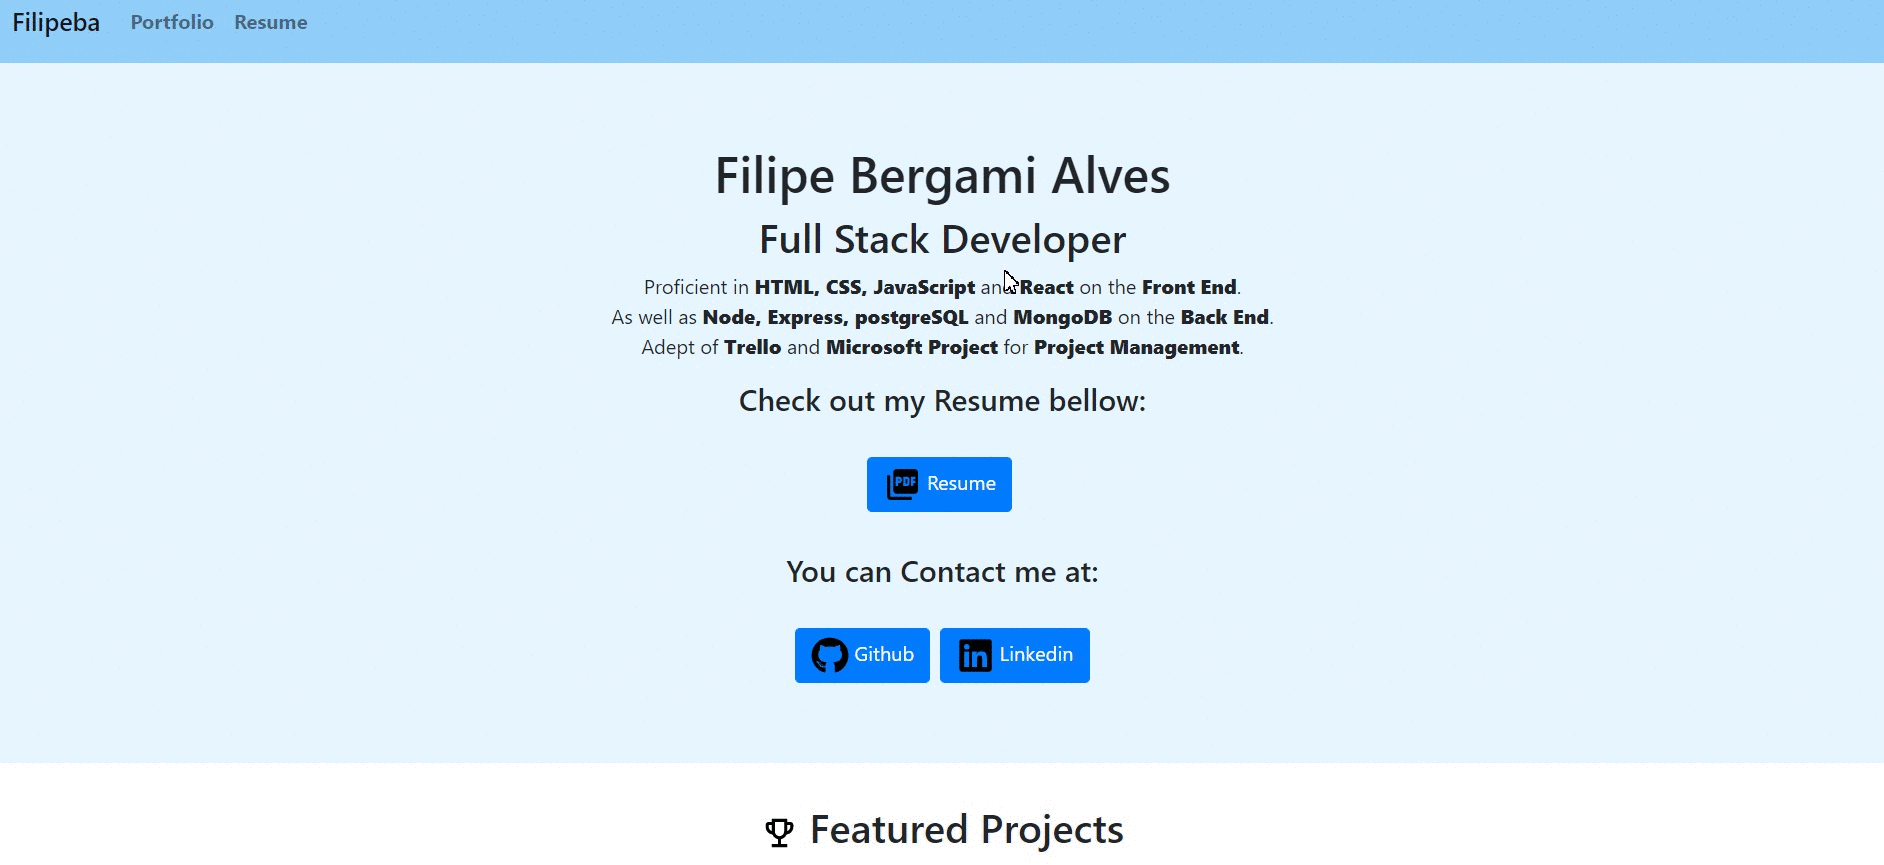 Filipeba Portfolio Resume
Filipe Bergami Alves
Full Stack Developer
Proficient in HTML, CSS, JavaScript and React on the Front End.
As well as Node, Express, postgreSQL and MongoDB on the Back End.
Adept of Trello and Microsoft Project for Project Management.
Check out my Resume bellow:
PDF Resume
You can Contact me at:
Github in Linkedin
Featured Projects